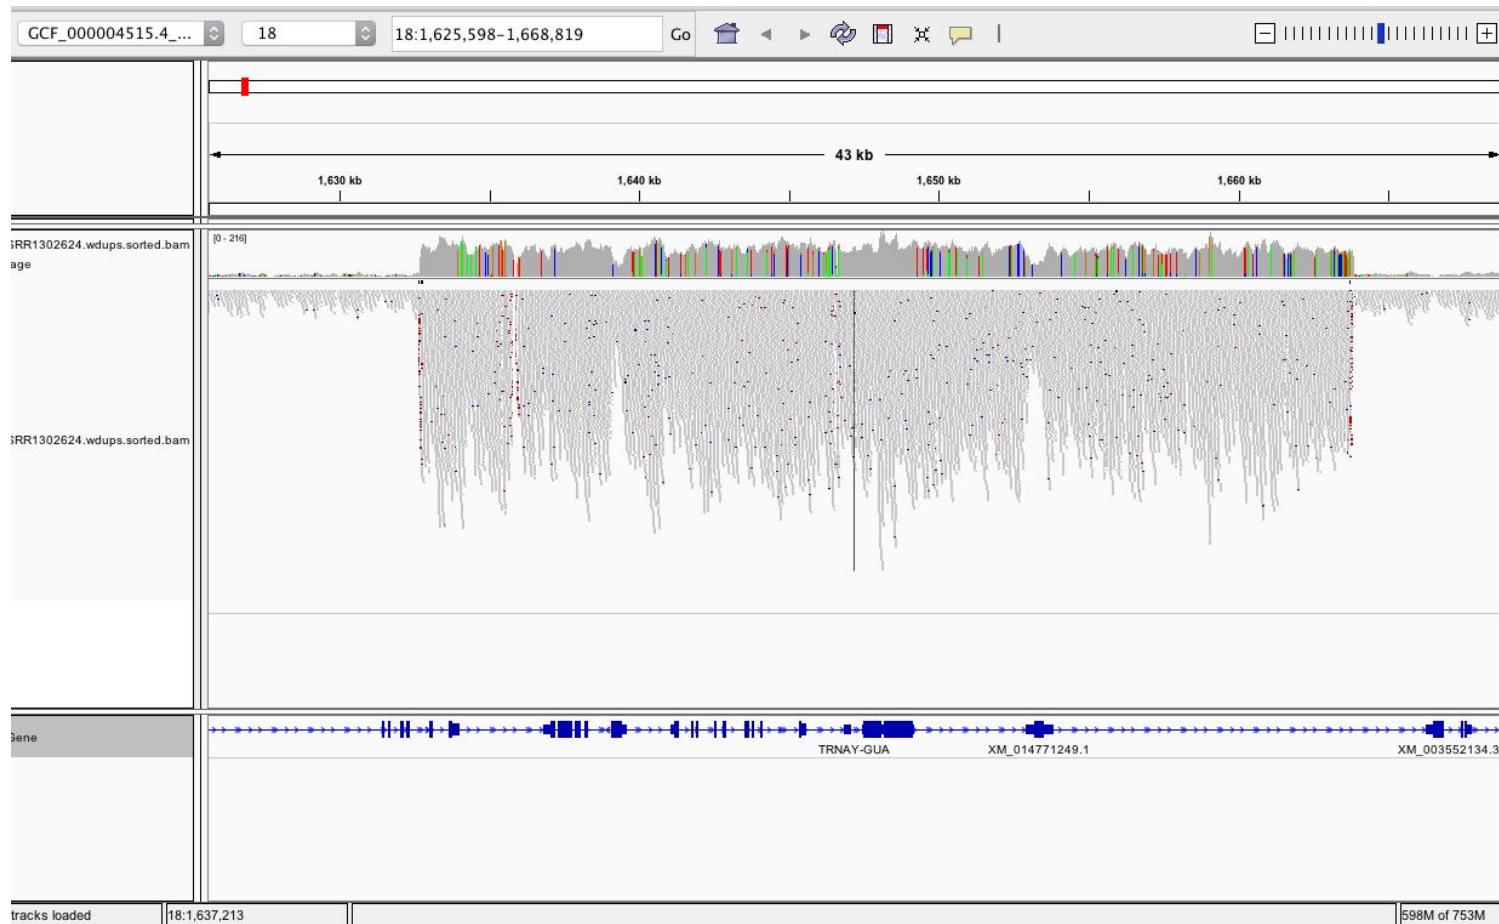 GCF_000004515.4_... 18 18:1,625,598-1,668,819 Go
43 kb
1,630 kb 1,640 kb 1,650 kb 1,660 kb
SRR1302624.wdups.sorted.bam [0 - 216]
age
SRR1302624.wdups.sorted.bam
Gene
TRNAY-GUA XM_014771249.1 XM_003552134.3
tracks loaded 18:1,637,213 598M of 753M